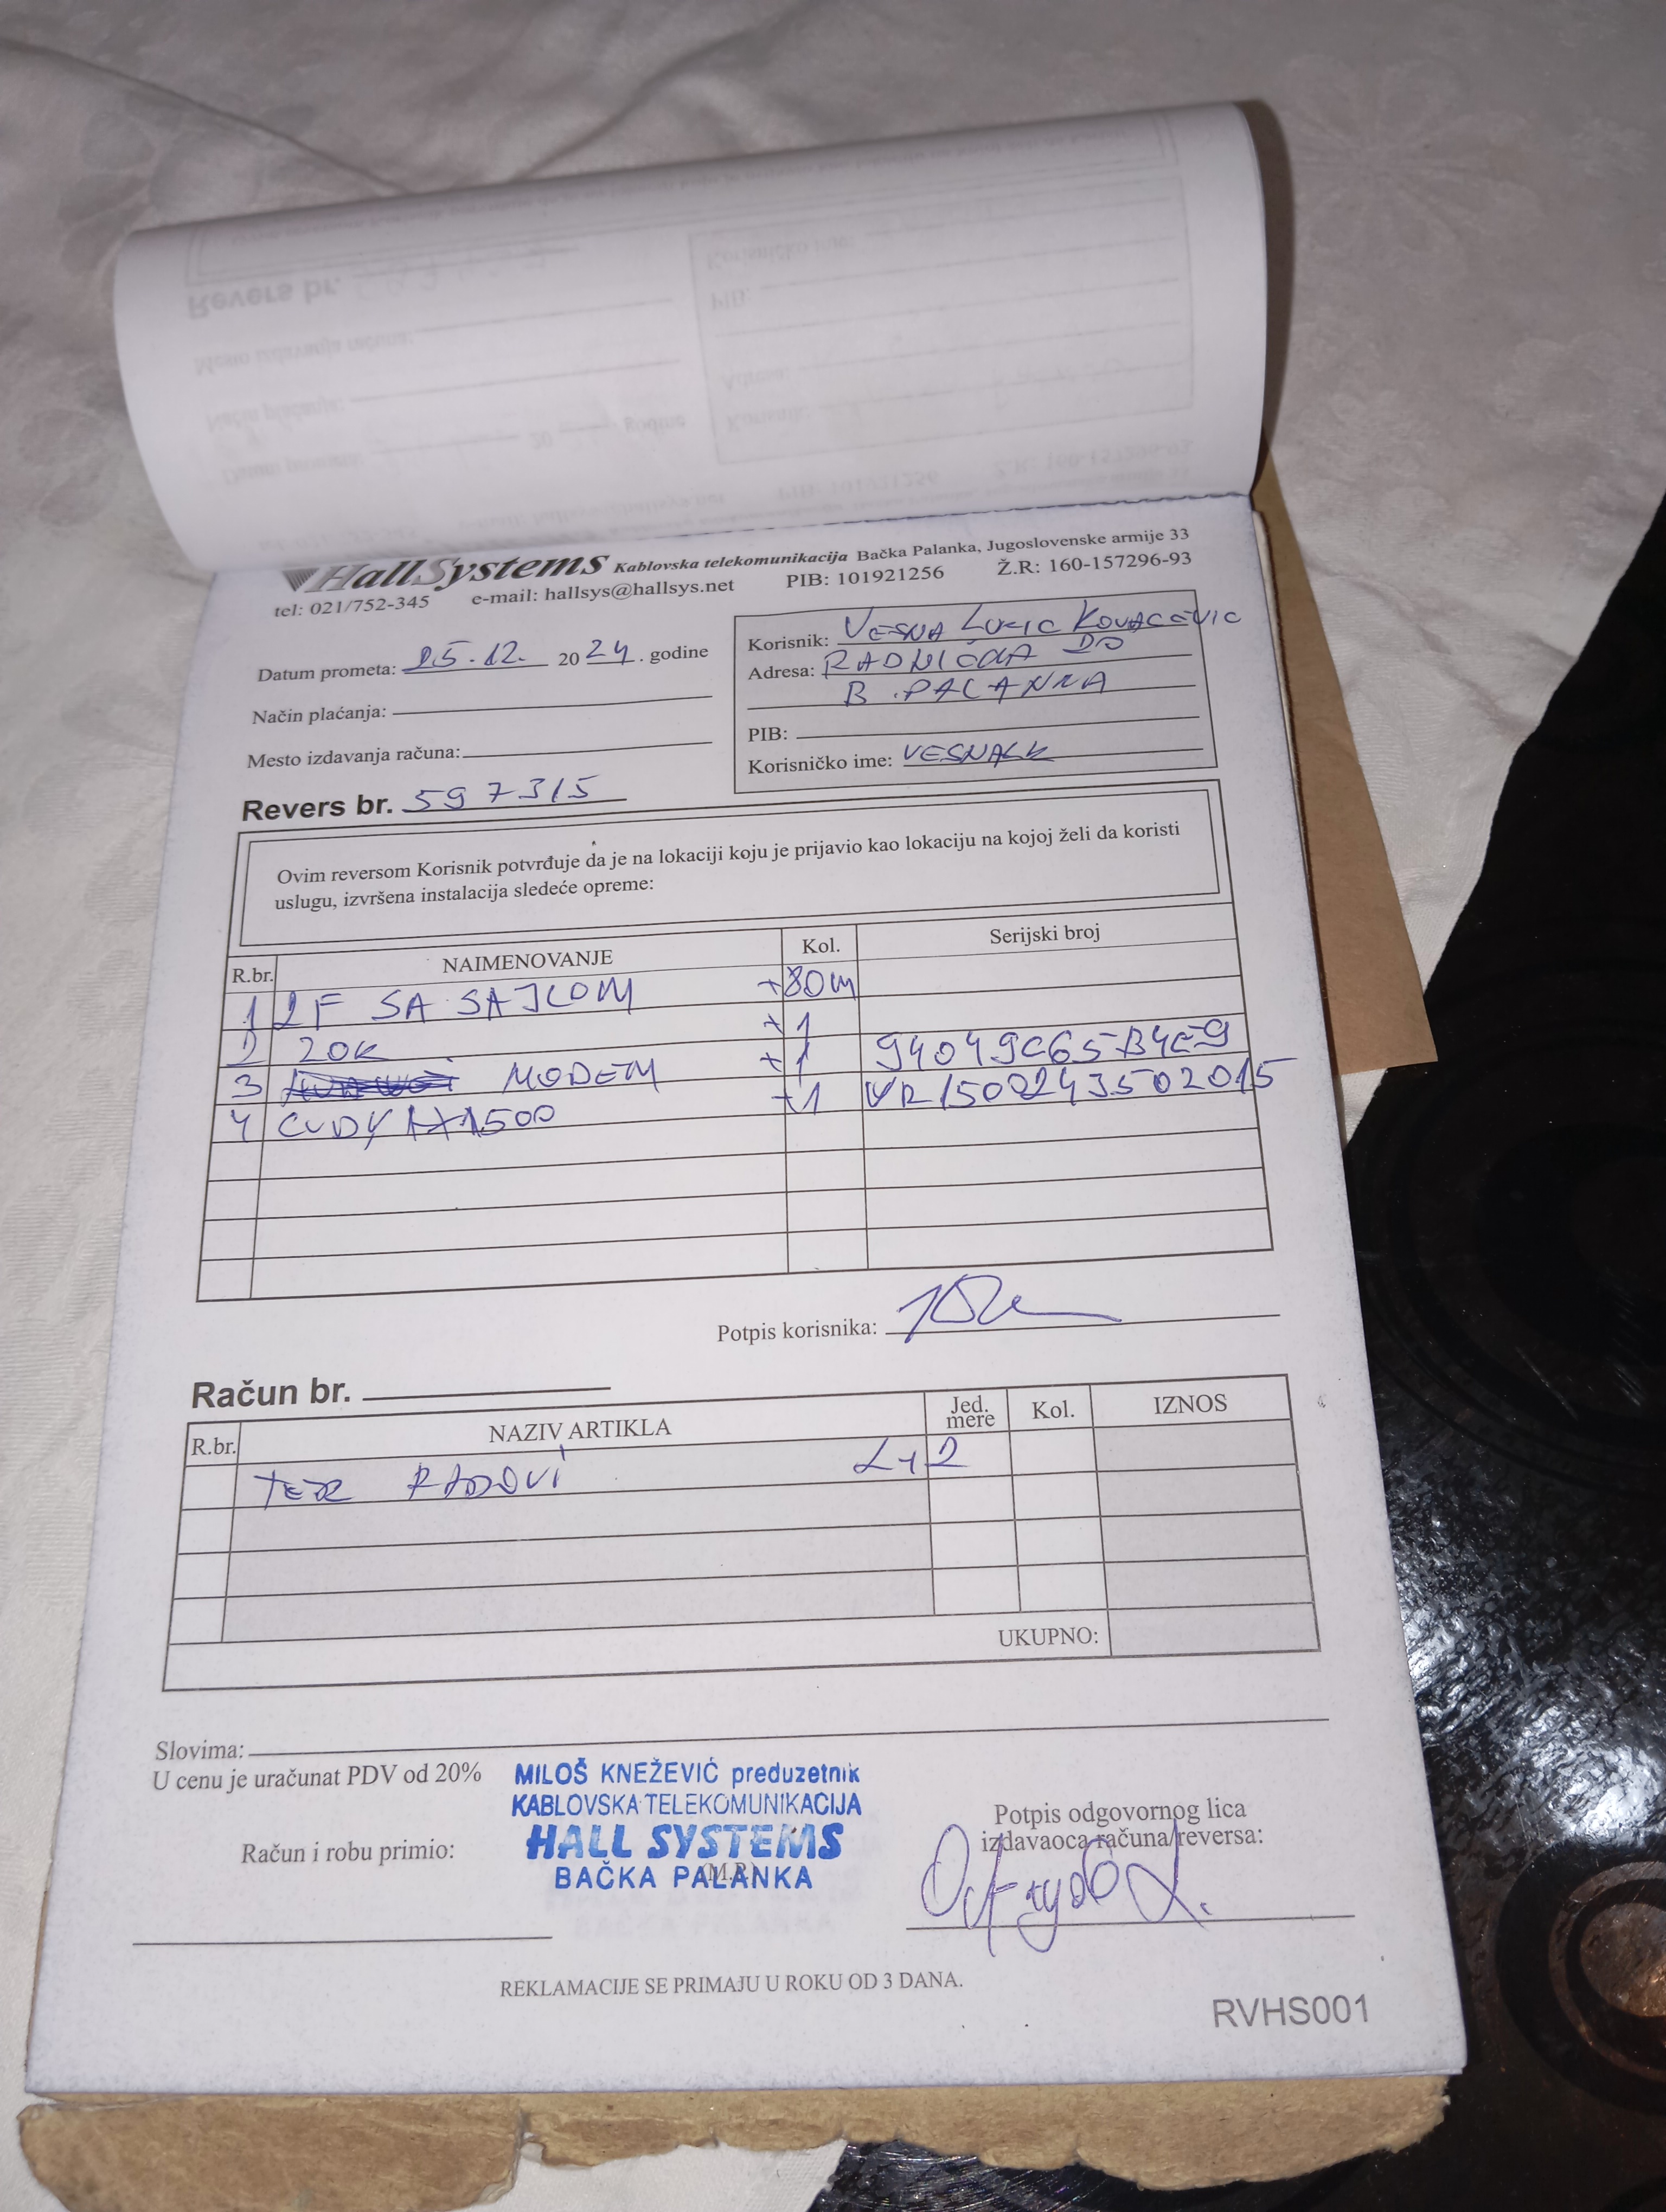 HallSystems Kablovska telekomunikacija Bačka Palanka, Jugoslovenske armije 33
tel: 021/752-345 e-mail: hallsys@hallsys.net PIB: 101921256 Ž.R: 160-157296-93
Datum prometa: 25.12. 2024. godine
Način plaćanja:
Mesto izdavanja računa:
Korisnik: VESNA LUKIC KOVACEVIC
Adresa: RADNIČKA
B. PALANKA
PIB:
Korisničko ime: VESNALK
Revers br. 597315
Ovim reversom Korisnik potvrđuje da je na lokaciji koju je prijavio kao lokaciju na kojoj želi da koristi
uslugu, izvršena instalacija sledeće opreme:
R.br. NAIMENOVANJE Kol. Serijski broj
1 2F SA SAJLOM +80m
2 ZOK +1
3 MODEM +1 94049C65B4E9
4 CUDY +1
Potpis korisnika:
Račun br.
R.br. NAZIV ARTIKLA Jed. mere Kol. IZNOS
RADOVI
UKUPNO:
Slovima:
U cenu je uračunat PDV od 20%
MILOŠ KNEŽEVIĆ preduzetnik
KABLOVSKA TELEKOMUNIKACIJA
HALL SYSTEMS
BAČKA PALANKA
(M.P.)
Račun i robu primio:
Potpis odgovornog lica
izdavaoca računa/reversa:
REKLAMACIJE SE PRIMAJU U ROKU OD 3 DANA.
RVHS001